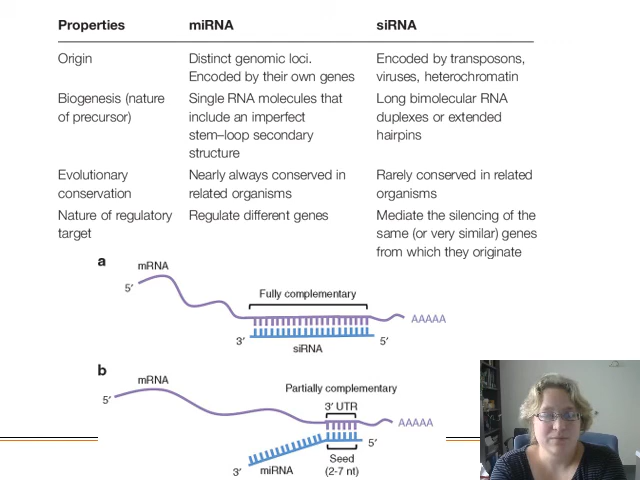 Properties miRNA siRNA
Origin Distinct genomic loci. Encoded by transposons,
Encoded by their own genes viruses, heterochromatin
Biogenesis (nature Single RNA molecules that Long bimolecular RNA
of precursor) include an imperfect duplexes or extended
stem–loop secondary hairpins
structure
Evolutionary Nearly always conserved in Rarely conserved in related
conservation related organisms organisms
Nature of regulatory Regulate different genes Mediate the silencing of the
target same (or very similar) genes
from which they originate
a
mRNA
5′
Fully complementary
AAAAA
3′ 5′
siRNA
b
mRNA
5′
Partially complementary
3′ UTR
AAAAA
5′
3′ miRNA
Seed
(2-7 nt)